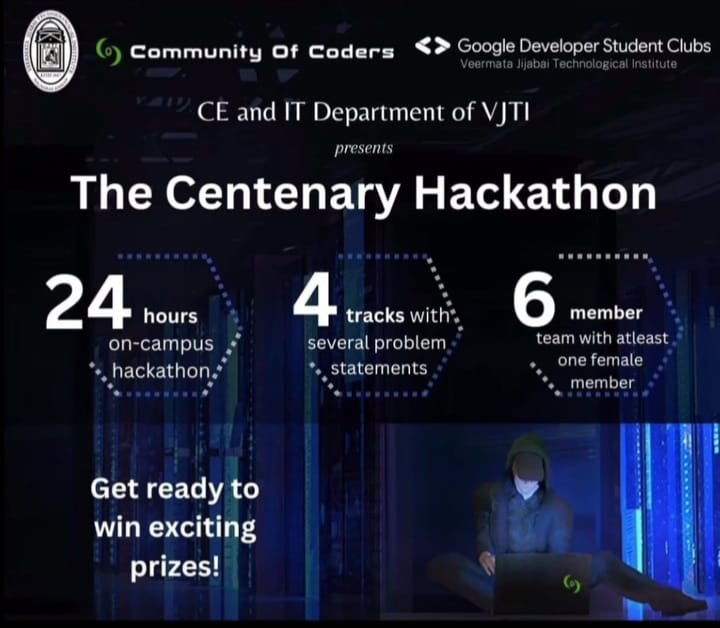 Community Of Coders
<> Google Developer Student Clubs
Veermata Jijabai Technological Institute
CE and IT Department of VJTI
presents
The Centenary Hackathon
24 hours
on-campus
hackathon
4 tracks with
several problem
statements
6 member
team with atleast
one female
member
Get ready to
win exciting
prizes!